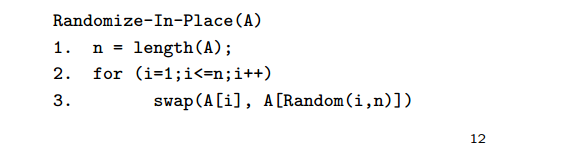 Randomize-In-Place(A)
1. n = length(A);
2. for (i=1;i<=n;i++)
3. swap(A[i], A[Random(i,n)])
12